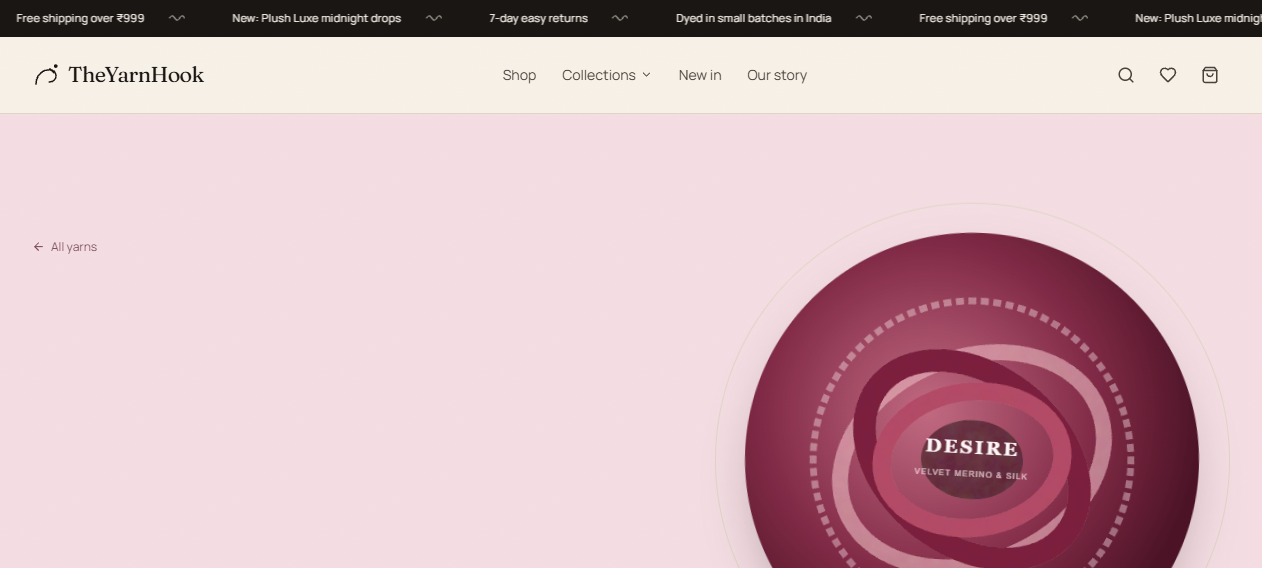 Free shipping over ₹999 New: Plush Luxe midnight drops 7-day easy returns Dyed in small batches in India Free shipping over ₹999 New: Plush Luxe
TheYarnHook Shop Collections New in Our story
All yarns
DESIRE
VELVET MERINO & SILK